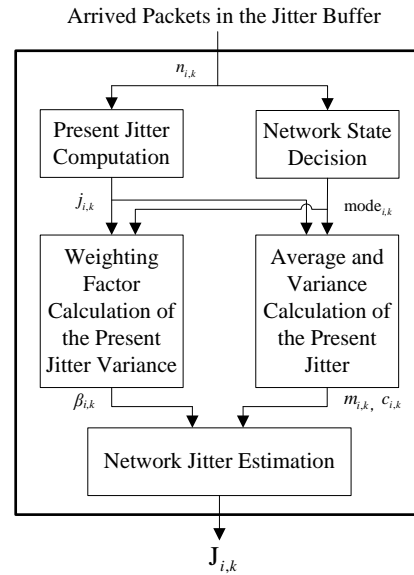 Arrived Packets in the Jitter Buffer
n_{i,k}
Present Jitter
Computation
Network State
Decision
j_{i,k}
mode_{i,k}
Weighting
Factor
Calculation of
the Present
Jitter Variance
Average and
Variance
Calculation of
the Present
Jitter
β_{i,k}
m_{i,k}, c_{i,k}
Network Jitter Estimation
J_{i,k}